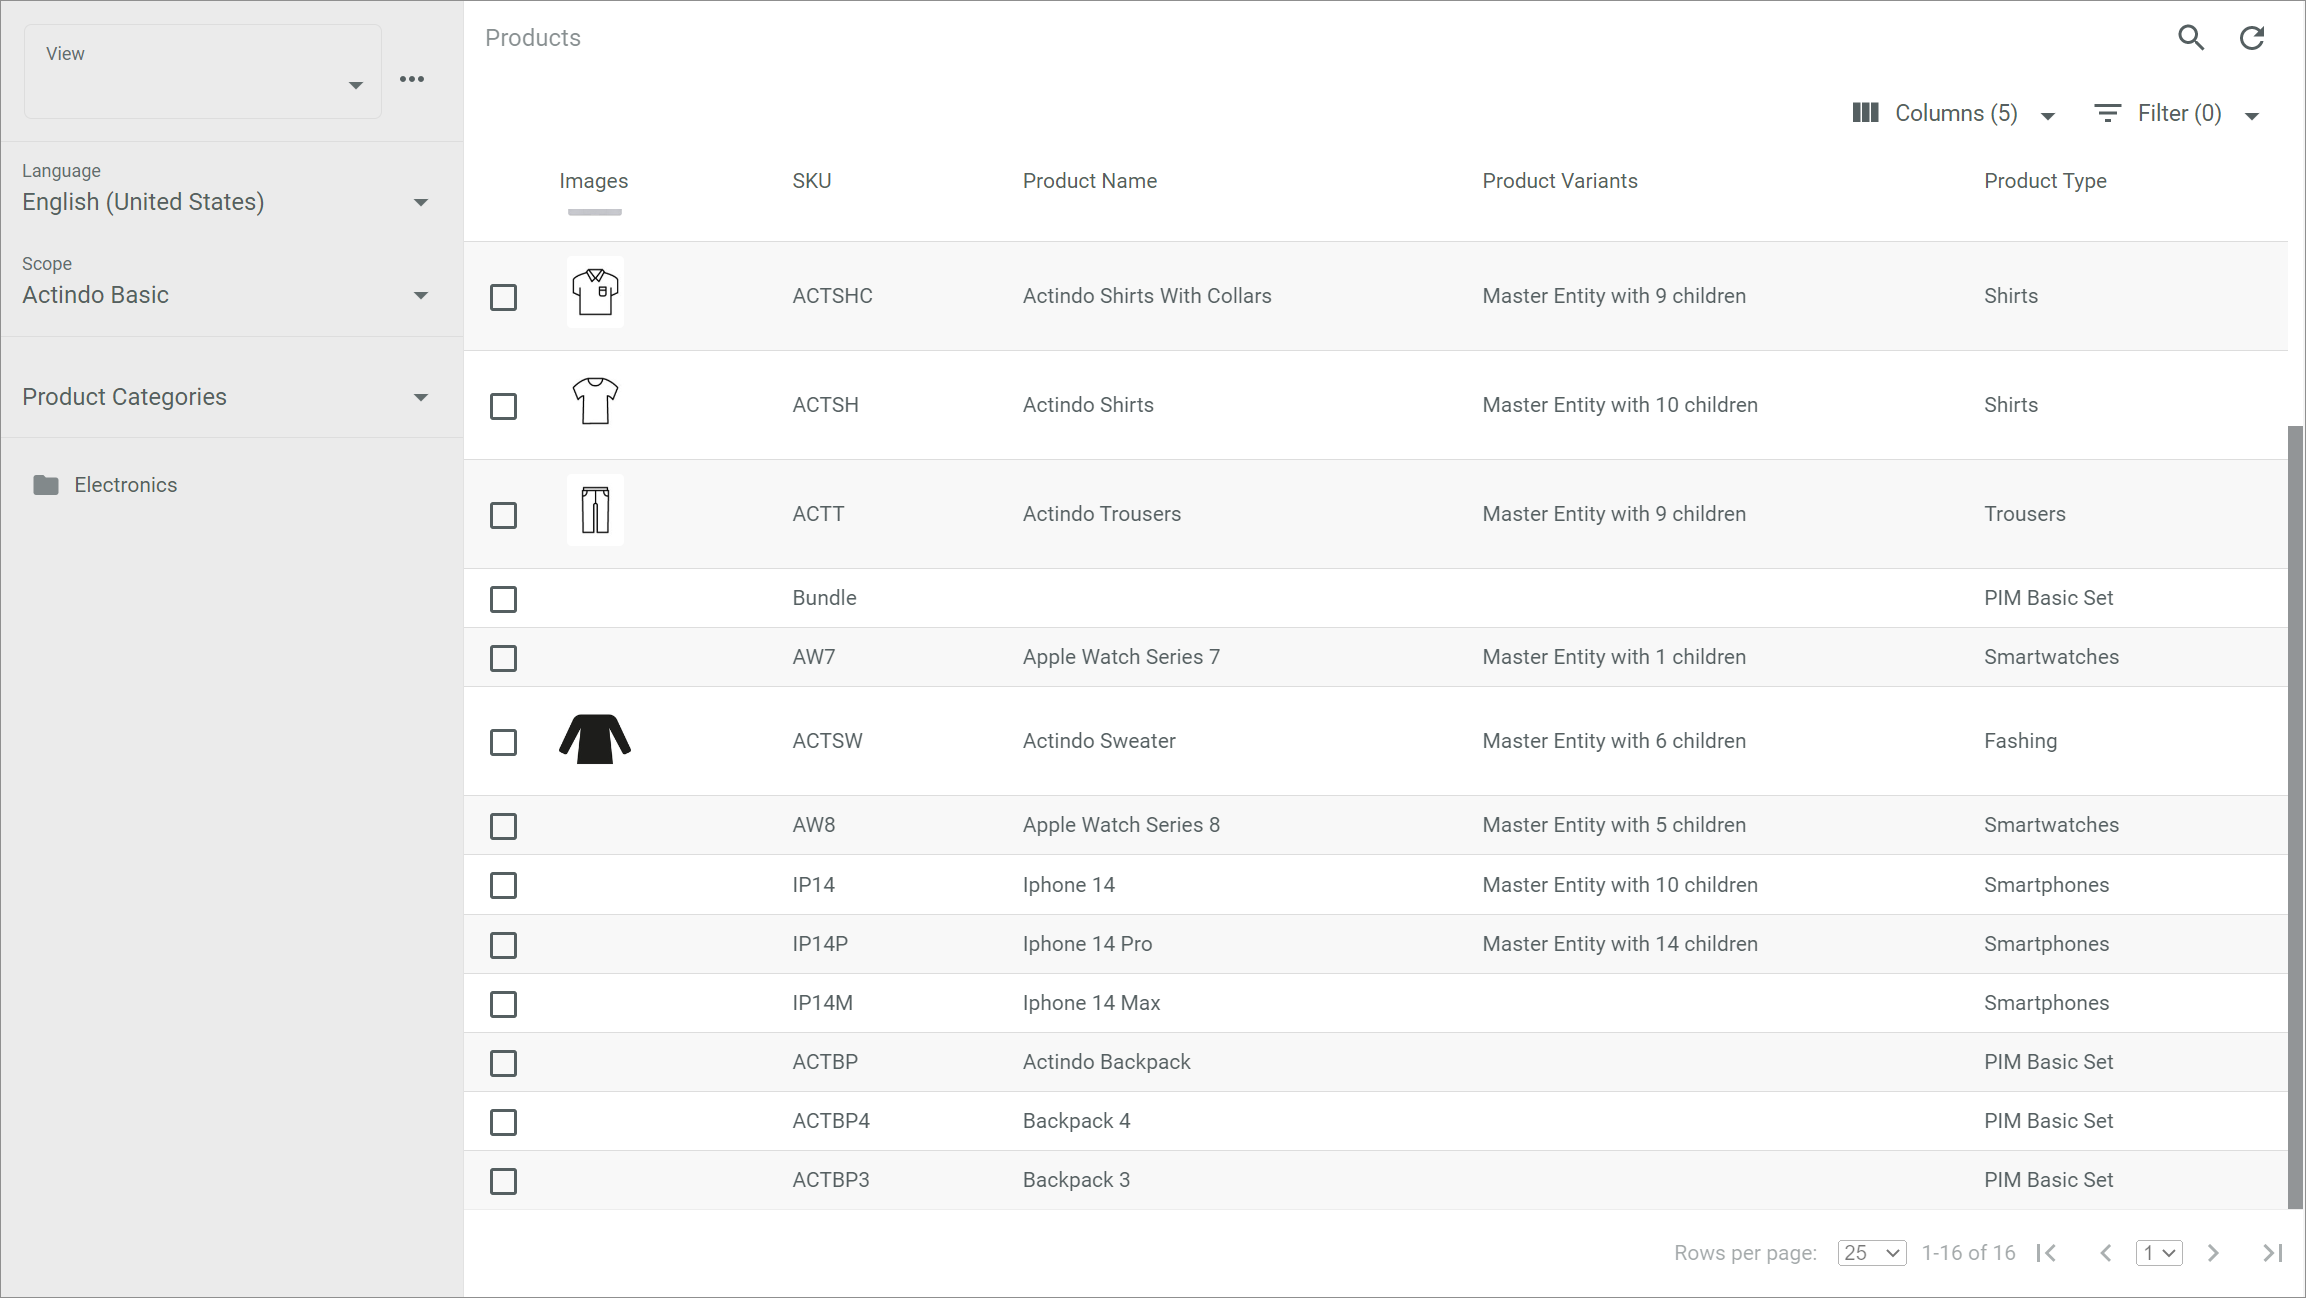 View
Language
English (United States)
Scope
Actindo Basic
Product Categories
Electronics
Products
Columns (5) Filter (0)
Images SKU Product Name Product Variants Product Type
ACTSHC Actindo Shirts With Collars Master Entity with 9 children Shirts
ACTSH Actindo Shirts Master Entity with 10 children Shirts
ACTT Actindo Trousers Master Entity with 9 children Trousers
Bundle PIM Basic Set
AW7 Apple Watch Series 7 Master Entity with 1 children Smartwatches
ACTSW Actindo Sweater Master Entity with 6 children Fashing
AW8 Apple Watch Series 8 Master Entity with 5 children Smartwatches
IP14 Iphone 14 Master Entity with 10 children Smartphones
IP14P Iphone 14 Pro Master Entity with 14 children Smartphones
IP14M Iphone 14 Max Smartphones
ACTBP Actindo Backpack PIM Basic Set
ACTBP4 Backpack 4 PIM Basic Set
ACTBP3 Backpack 3 PIM Basic Set
Rows per page: 25 1-16 of 16 1